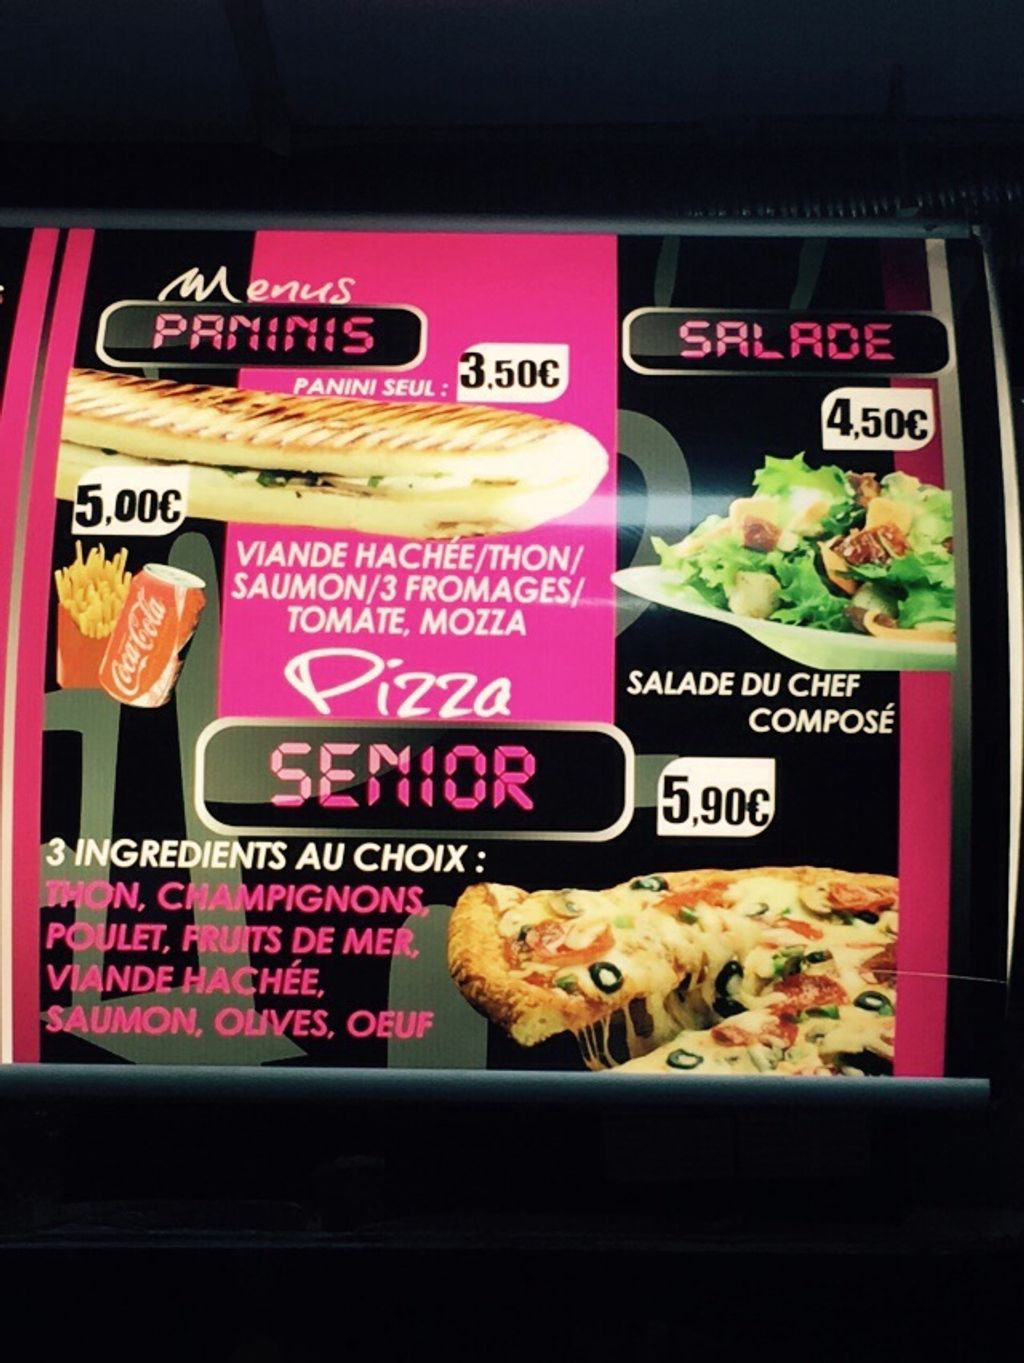 Menus
PANINIS
PANINI SEUL : 3,50€
5,00€
Coca-Cola
VIANDE HACHÉE/THON/
SAUMON/3 FROMAGES/
TOMATE, MOZZA
SALADE
4,50€
SALADE DU CHEF
COMPOSÉ
Pizza
SENIOR
5,90€
3 INGREDIENTS AU CHOIX :
THON, CHAMPIGNONS,
POULET, FRUITS DE MER,
VIANDE HACHÉE,
SAUMON, OLIVES, OEUF